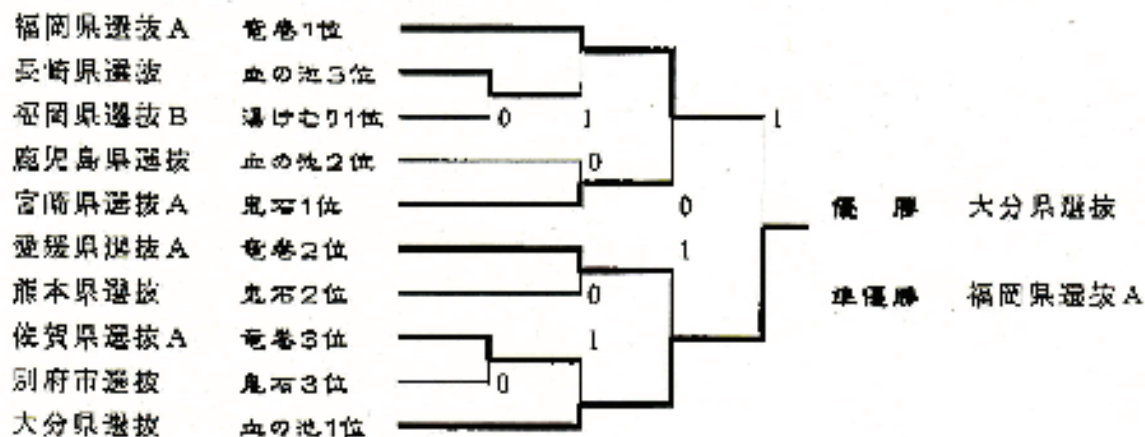 福岡県選抜A 竜巻1位
長崎県選抜 血の池3位
福岡県選抜B 湯けむり1位 0 1
鹿児島県選抜 血の池2位 0 1
宮崎県選抜A 鬼石1位 0 優 勝 大分県選抜
愛媛県選抜A 竜巻2位 1
熊本県選抜 鬼石2位 0 準優勝 福岡県選抜A
佐賀県選抜A 竜巻3位 1
別府市選抜 鬼石3位 0
大分県選抜 血の池1位